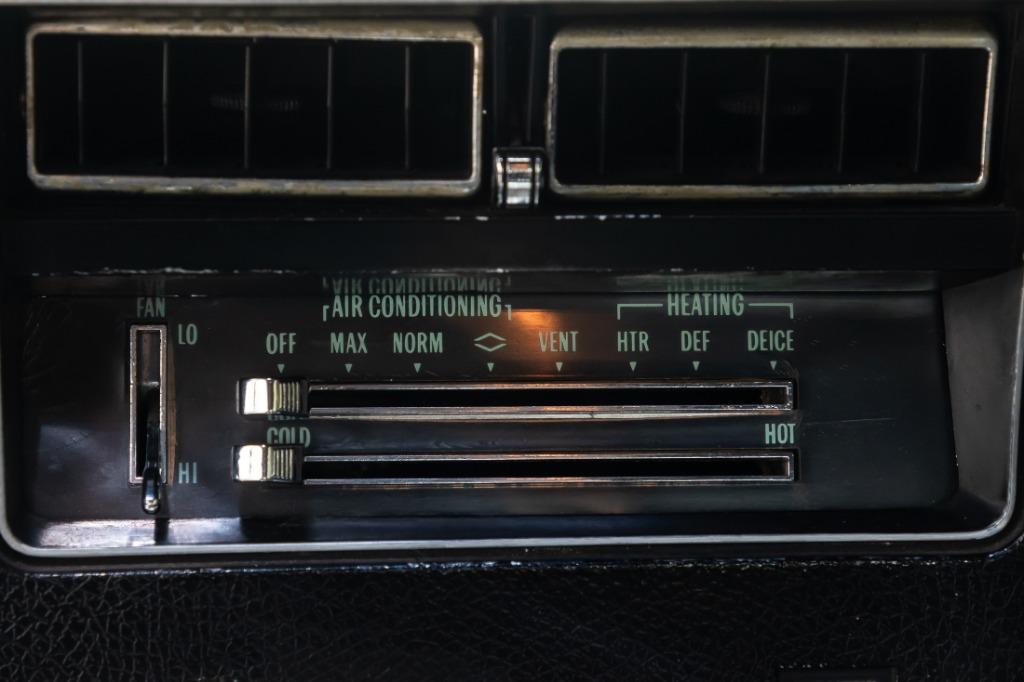 FAN
LO
HI
AIR CONDITIONING
HEATING
OFF MAX NORM <> VENT HTR DEF DEICE
COLD HOT